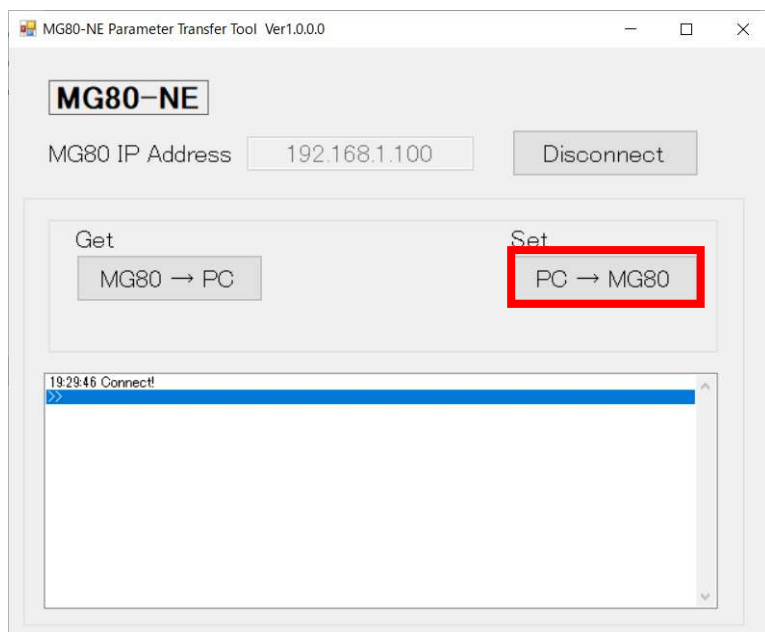 MG80-NE Parameter Transfer Tool Ver1.0.0.0
MG80-NE
MG80 IP Address 192.168.1.100 Disconnect
Get Set
MG80 → PC PC → MG80
19:29:46 Connect!
>>